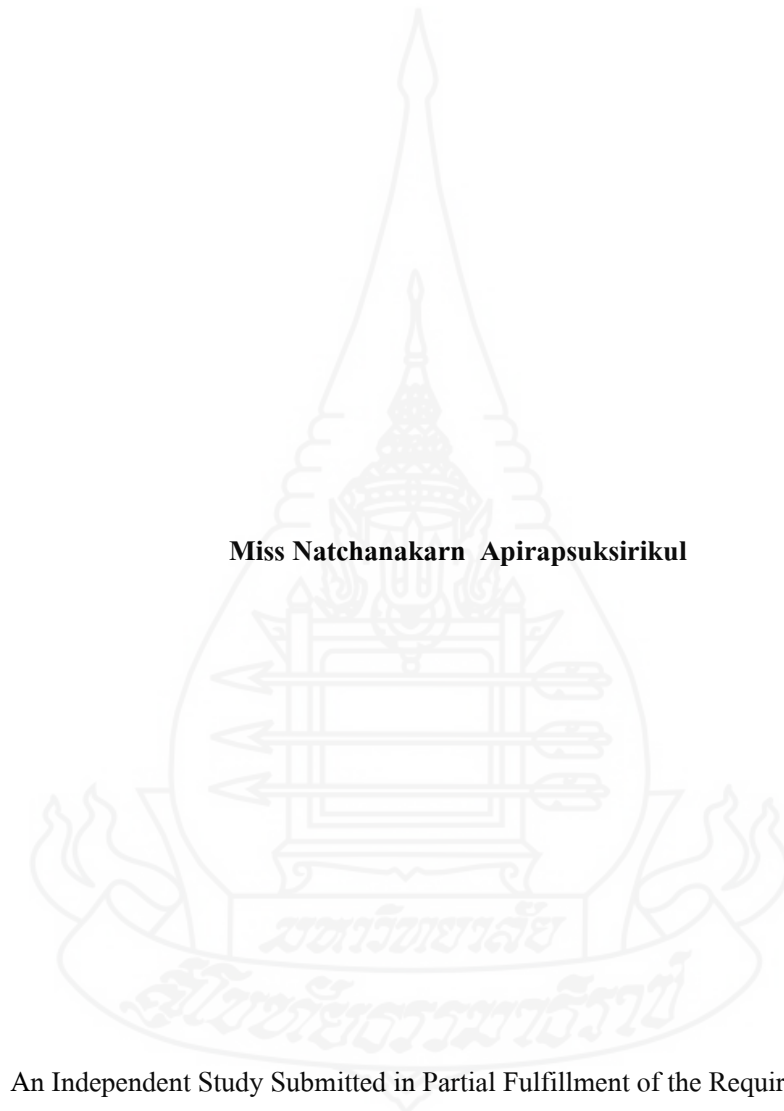 Miss Natchanakarn Apirapsuksirikul
มหาวิทยาลัย
สุโขทัยธรรมาธิราช
An Independent Study Submitted in Partial Fulfillment of the Requir